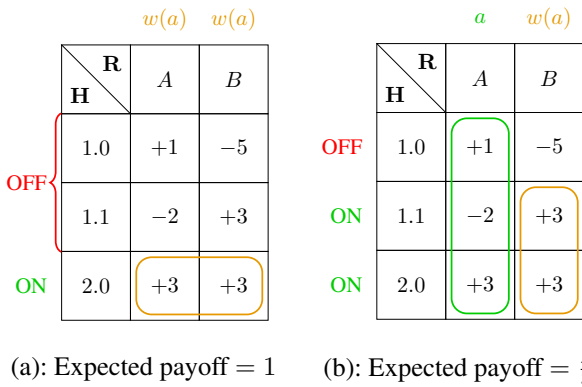 w(a) w(a) a w(a)
R R
H A B H A B
OFF 1.0 +1 −5 OFF 1.0 +1 −5
1.1 −2 +3 ON 1.1 −2 +3
ON 2.0 +3 +3 ON 2.0 +3 +3
(a): Expected payoff = 1 (b): Expected payoff =